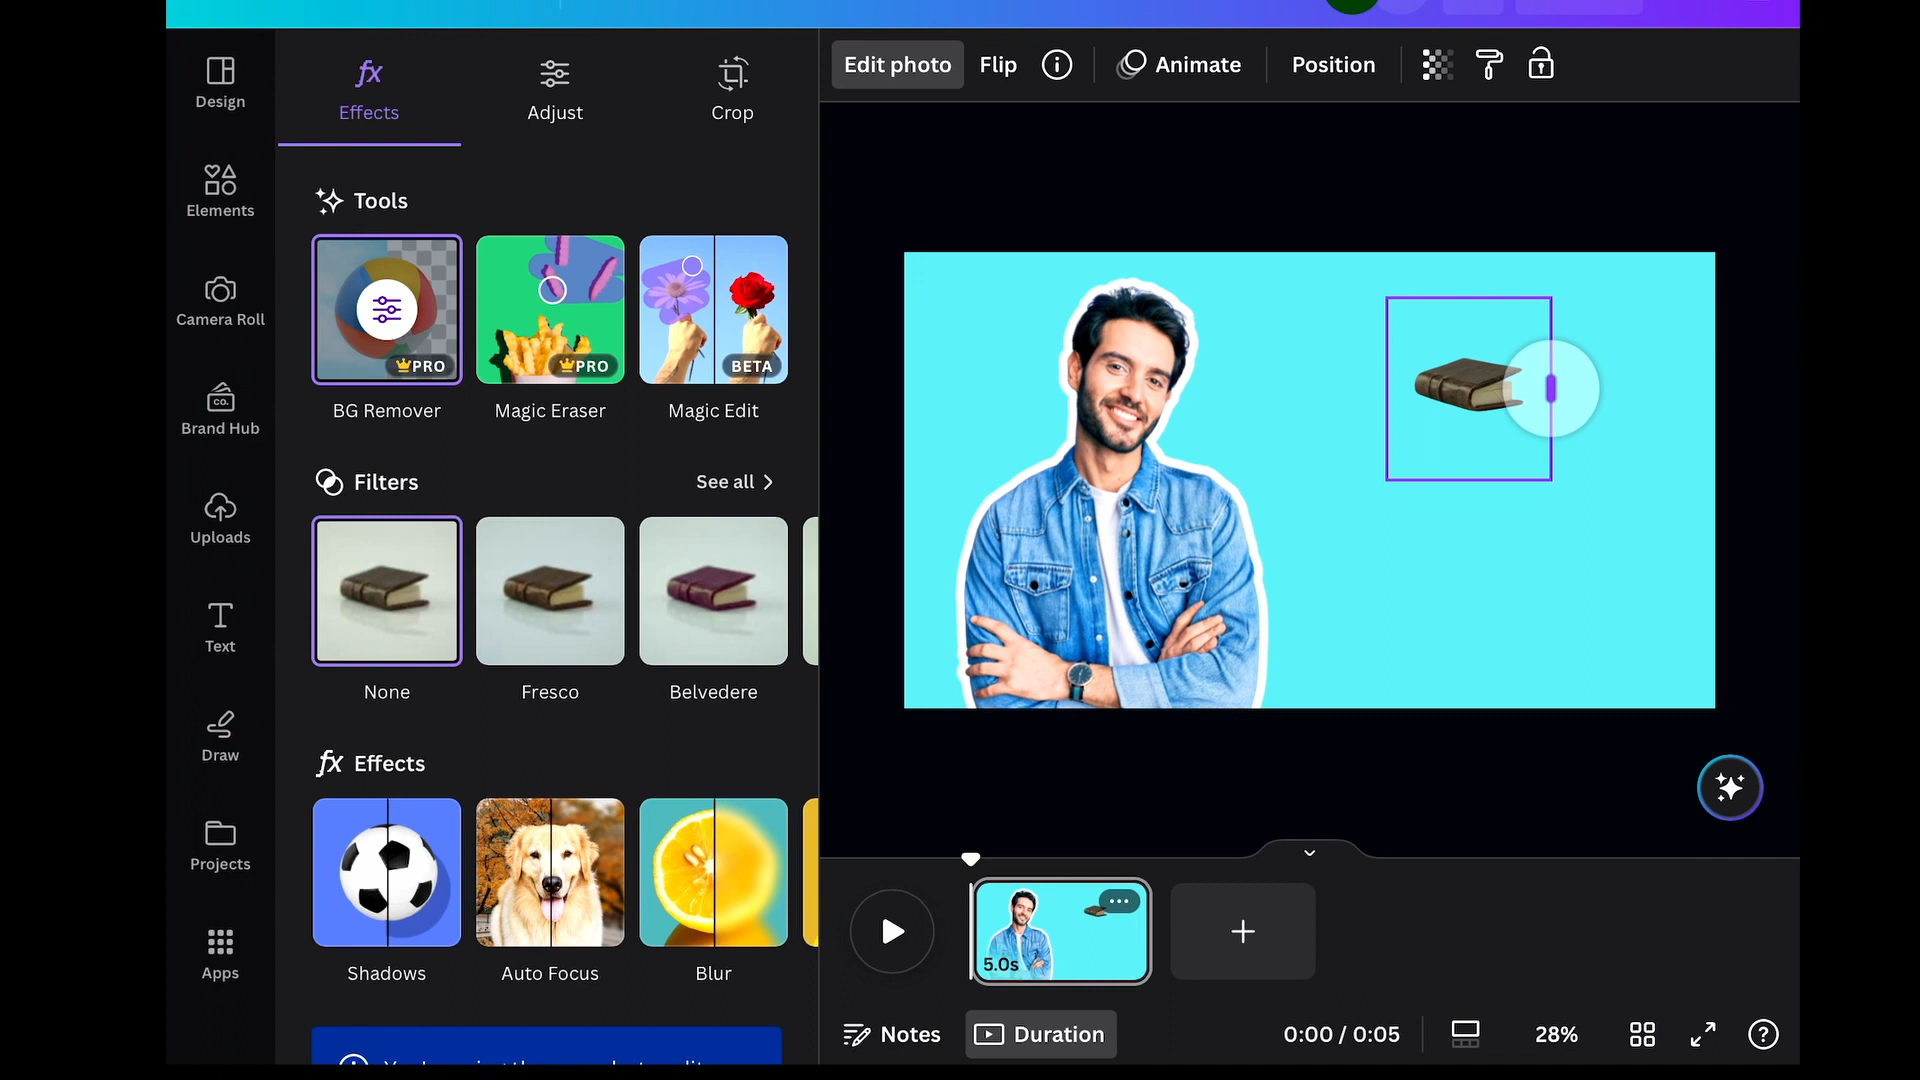 Design
Elements
Camera Roll
CO.
Brand Hub
Uploads
Text
Draw
Projects
Apps
fx
Effects
Adjust
Crop
Tools
PRO
BG Remover
PRO
Magic Eraser
BETA
Magic Edit
Filters
See all
None
Fresco
Belvedere
fx Effects
Shadows
Auto Focus
Blur
Edit photo
Flip
Animate
Position
5.0s
Notes
Duration
0:00 / 0:05
28%